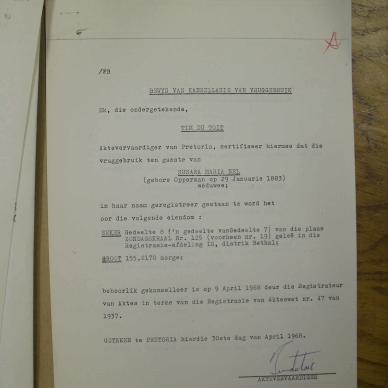 A
/FB
BEWYS VAN KANSELLASIE VAN VRUGGEBRUIK
Ek, die ondergetekende,
TIM DU TOIT
Aktevervaardiger van Pretoria, sertifiseer hiermee dat die
vruggebruik ten gunste van
SUSARA MARIA NEL
(gebore Opperman op 29 Januarie 1883)
weduwee;
in haar naam geregistreer gestaan te word het
oor die volgende eiendom :
SEKER Gedeelte 8 ('n gedeelte van Gedeelte 7) van die plaas
ZONDAGSKRAAL Nr. 125 (voorheen nr. 19) geleë in die
Registrasie-afdeling IS, distrik Bethal;
GROOT 155,2178 morge;
behoorlik gekanselleer is op 9 April 1968 deur die Registrateur
van Aktes in terme van die Registrasie van Aktes wet nr. 47 van
1937.
GETEKEN te PRETORIA hierdie 30ste dag van April 1968.
AKTEVERVAARDIGER